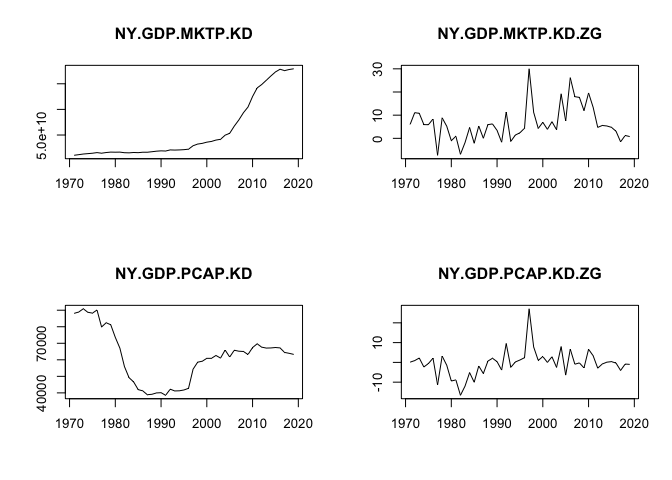 NY.GDP.MKTP.KD
5.0e+10
1970 1980 1990 2000 2010 2020
NY.GDP.MKTP.KD.ZG
30
10
0
1970 1980 1990 2000 2010 2020
NY.GDP.PCAP.KD
70000
40000
1970 1980 1990 2000 2010 2020
NY.GDP.PCAP.KD.ZG
10
-10
1970 1980 1990 2000 2010 2020